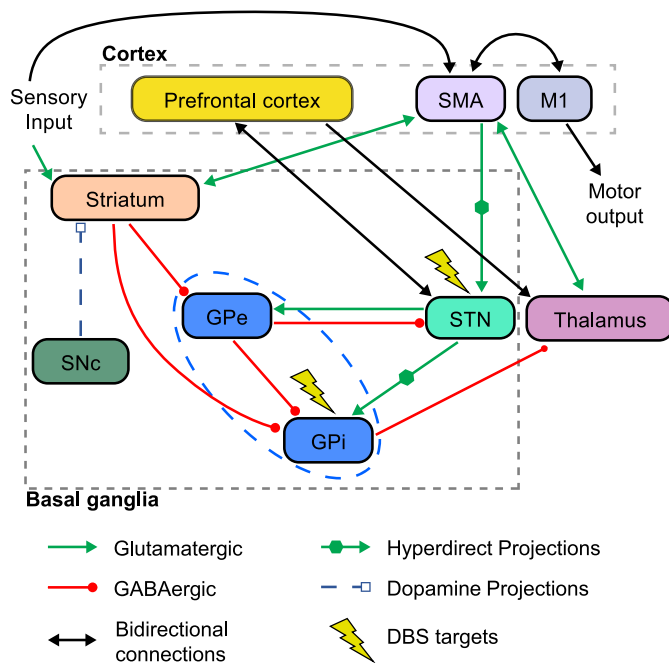 Cortex
Sensory
Input
Prefrontal cortex
SMA
M1
Striatum
Motor
output
GPe
STN
Thalamus
SNc
GPi
Basal ganglia
Glutamatergic
Hyperdirect Projections
GABAergic
Dopamine Projections
Bidirectional
connections
DBS targets